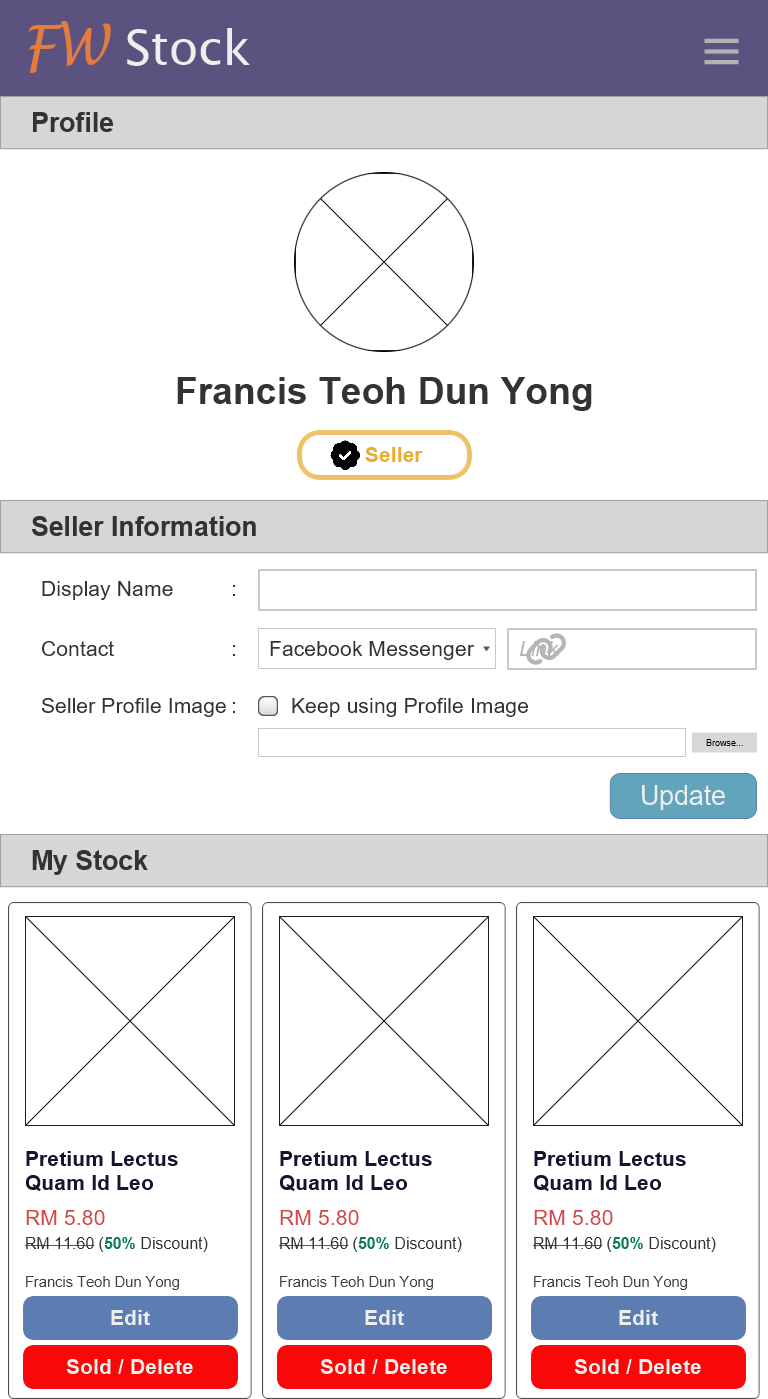 FW Stock
Profile
Francis Teoh Dun Yong
Seller
Seller Information
Display Name :
Contact : Facebook Messenger Link
Seller Profile Image : Keep using Profile Image
Browse...
Update
My Stock
Pretium Lectus
Quam Id Leo
RM 5.80
RM 11.60 (50% Discount)
Francis Teoh Dun Yong
Edit
Sold / Delete
Pretium Lectus
Quam Id Leo
RM 5.80
RM 11.60 (50% Discount)
Francis Teoh Dun Yong
Edit
Sold / Delete
Pretium Lectus
Quam Id Leo
RM 5.80
RM 11.60 (50% Discount)
Francis Teoh Dun Yong
Edit
Sold / Delete